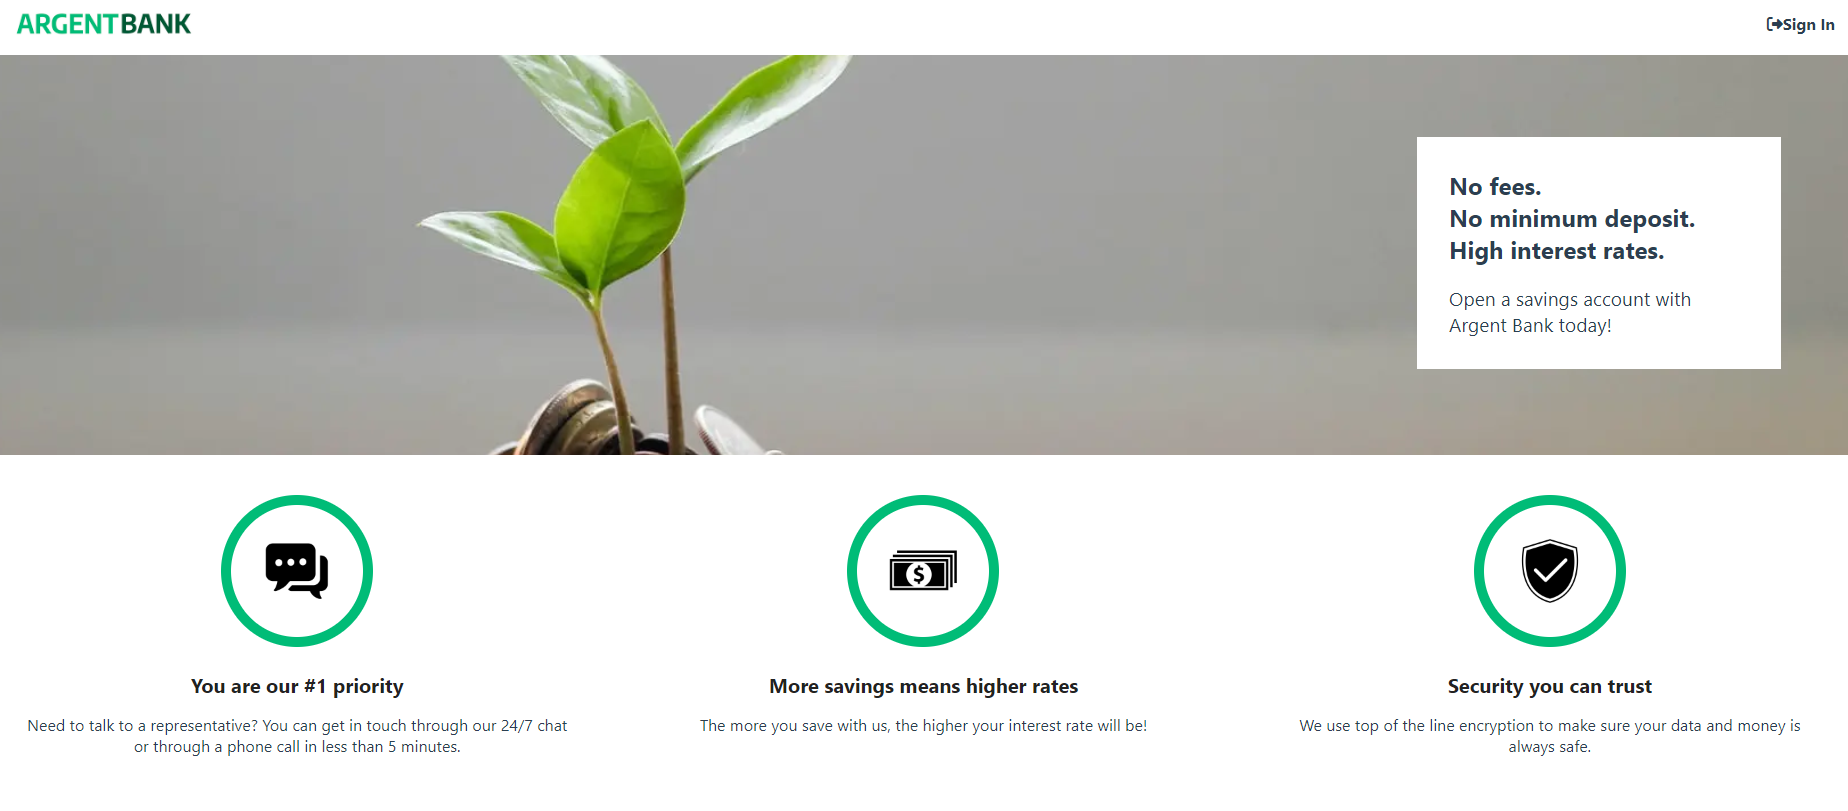 ARGENTBANK
Sign In
No fees.
No minimum deposit.
High interest rates.
Open a savings account with
Argent Bank today!
You are our #1 priority
Need to talk to a representative? You can get in touch through our 24/7 chat
or through a phone call in less than 5 minutes.
More savings means higher rates
The more you save with us, the higher your interest rate will be!
Security you can trust
We use top of the line encryption to make sure your data and money is
always safe.